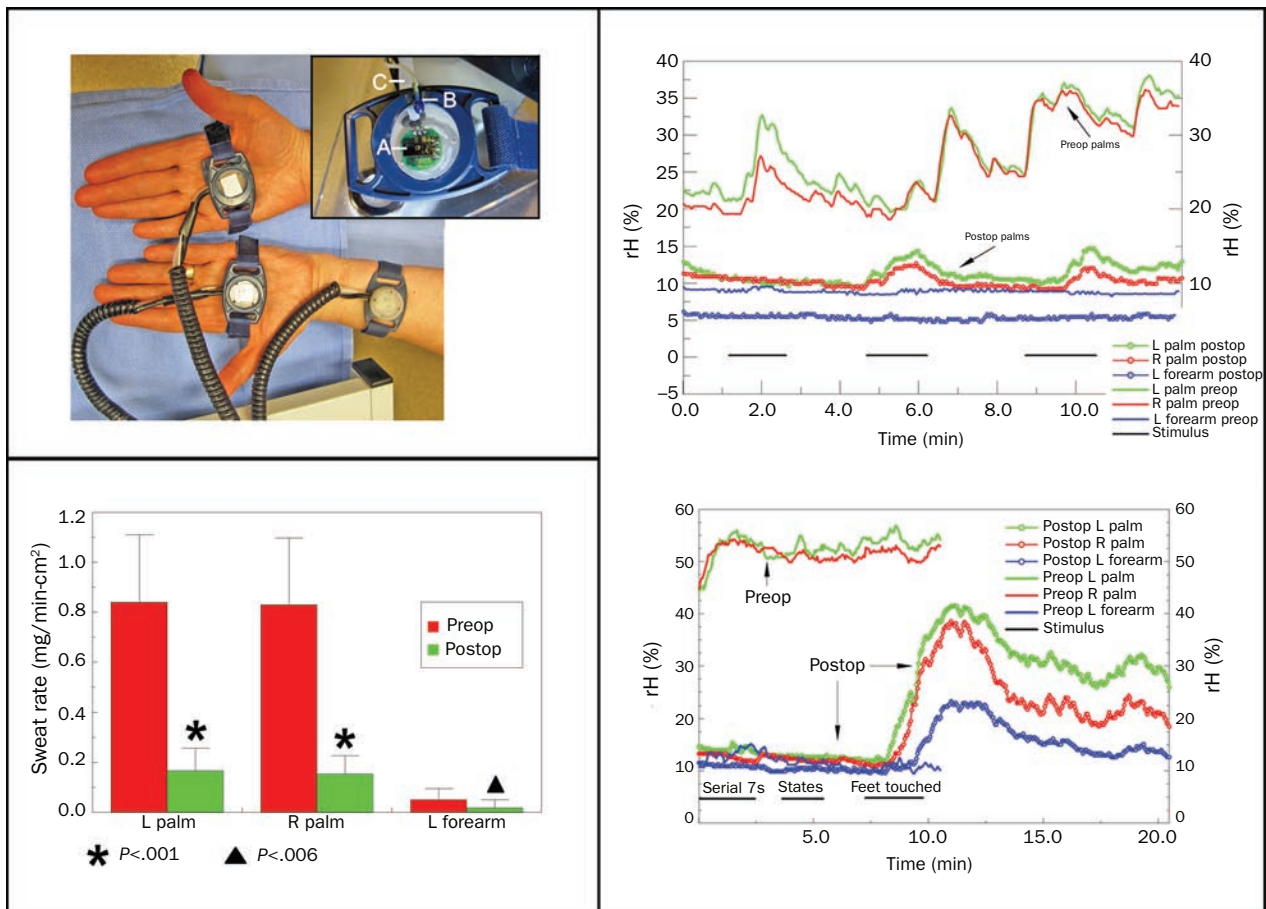 C
B
A
40
35
30
25
20
15
10
5
0
−5
rH (%)
40
30
20
10
rH (%)
Preop palms
Postop palms
L palm postop
R palm postop
L forearm postop
L palm preop
R palm preop
L forearm preop
Stimulus
0.0 2.0 4.0 6.0 8.0 10.0
Time (min)
1.2
1.0
0.8
0.6
0.4
0.2
0.0
Sweat rate (mg/min-cm²)
Preop
Postop
* *
▲
L palm R palm L forearm
* P<.001 ▲ P<.006
60
50
40
30
20
10
0
rH (%)
60
50
40
30
20
10
0
rH (%)
Postop L palm
Postop R palm
Postop L forearm
Preop L palm
Preop R palm
Preop L forearm
Stimulus
Preop
Postop
Serial 7s States Feet touched
5.0 10.0 15.0 20.0
Time (min)